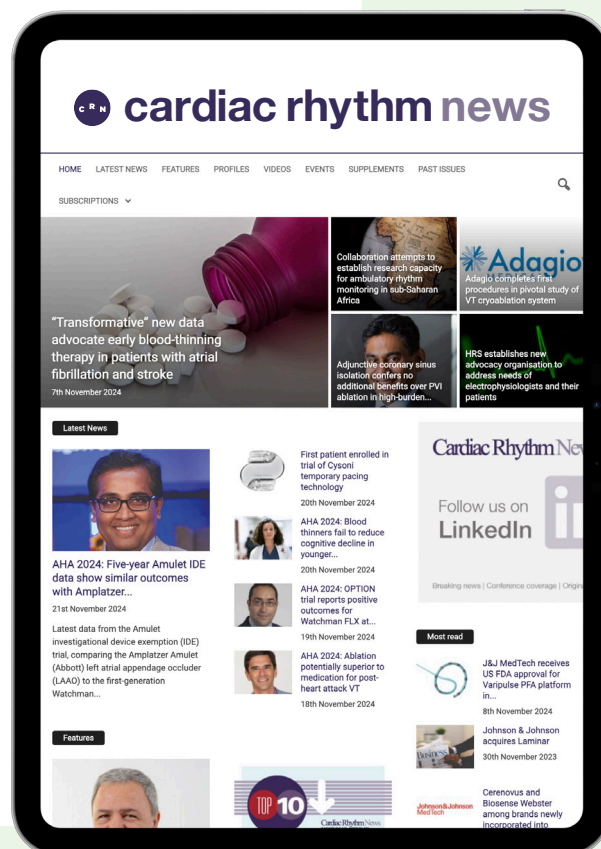 CRN cardiac rhythm news
HOME LATEST NEWS FEATURES PROFILES VIDEOS EVENTS SUPPLEMENTS PAST ISSUES
SUBSCRIPTIONS
“Transformative” new data
advocate early blood-thinning
therapy in patients with atrial
fibrillation and stroke
7th November 2024
Collaboration attempts to
establish research capacity
for ambulatory rhythm
monitoring in sub-Saharan
Africa
Adagio
Adagio completes first
procedures in pivotal study of
VT cryoablation system
Adjunctive coronary sinus
isolation confers no
additional benefits over PVI
ablation in high-burden...
HRS establishes new
advocacy organisation to
address needs of
electrophysiologists and their
patients
Latest News
AHA 2024: Five-year Amulet IDE
data show similar outcomes
with Amplatzer...
21st November 2024
Latest data from the Amulet
investigational device exemption (IDE)
trial, comparing the Amplatzer Amulet
(Abbott) left atrial appendage occluder
(LAAO) to the first-generation
Watchman...
First patient enrolled in
trial of Cysoni
temporary pacing
technology
20th November 2024
AHA 2024: Blood
thinners fail to reduce
cognitive decline in
younger...
20th November 2024
AHA 2024: OPTION
trial reports positive
outcomes for
Watchman FLX at...
19th November 2024
AHA 2024: Ablation
potentially superior to
medication for post-
heart attack VT
18th November 2024
Cardiac Rhythm Ne
Follow us on
LinkedIn
in
Breaking news | Conference coverage | Origin
Most read
J&J MedTech receives
US FDA approval for
Varipulse PFA platform
in...
8th November 2024
BUSINESS
Johnson & Johnson
acquires Laminar
30th November 2023
Johnson&Johnson
MedTech
Cerenovus and
Biosense Webster
among brands newly
incorporated into
Features
TOP 10
Cardiac Rhythm News